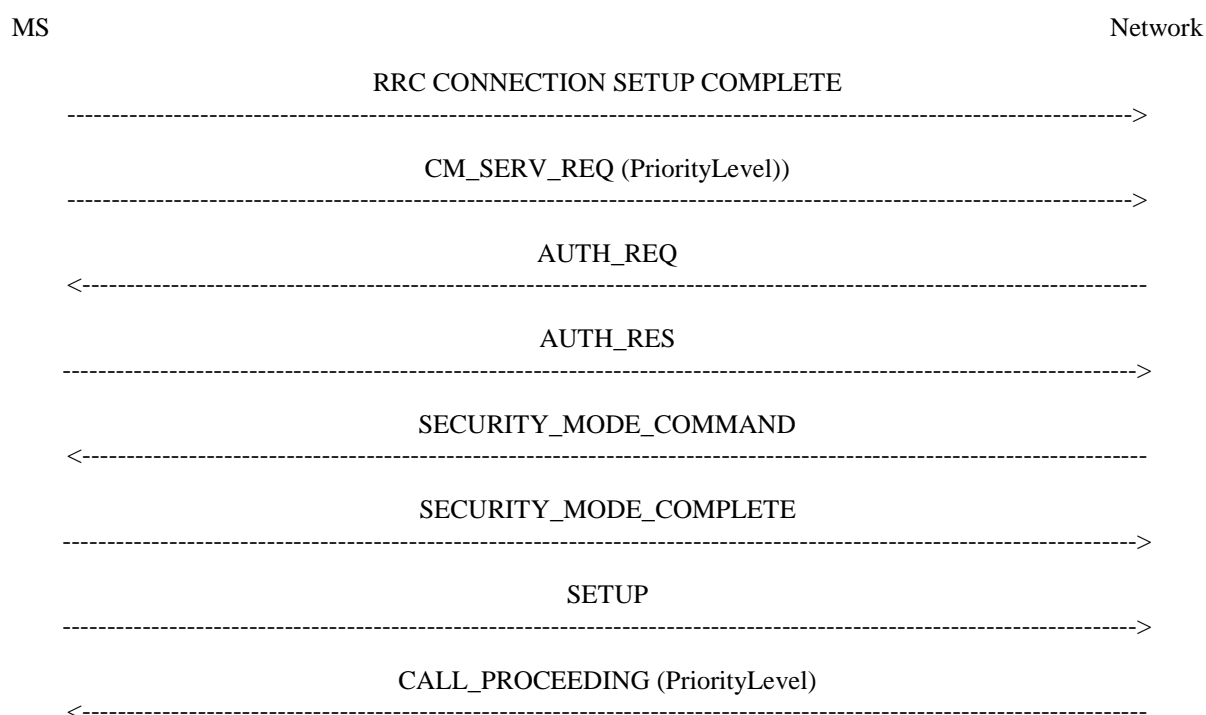 MS Network
RRC CONNECTION SETUP COMPLETE
CM_SERV_REQ (PriorityLevel))
AUTH_REQ
AUTH_RES
SECURITY_MODE_COMMAND
SECURITY_MODE_COMPLETE
SETUP
CALL_PROCEEDING (PriorityLevel)